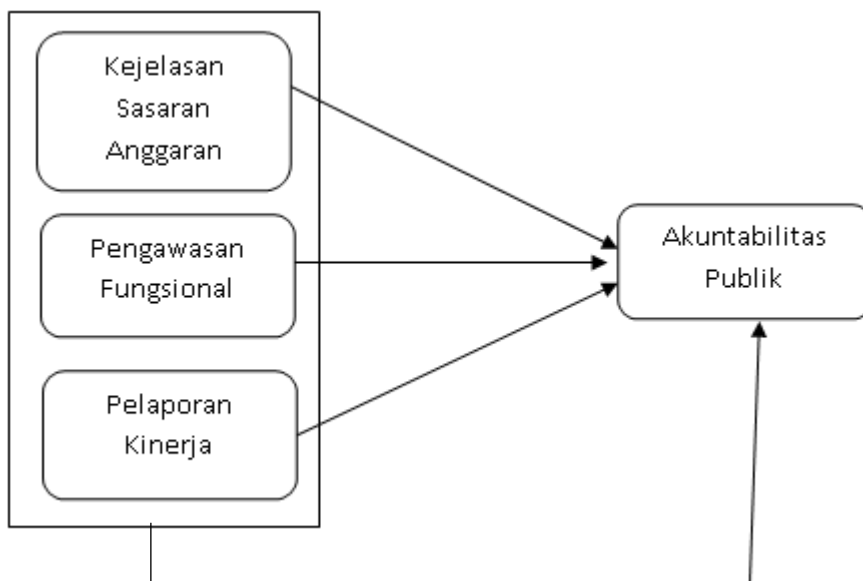 Kejelasan
Sasaran
Anggaran
Pengawasan
Fungsional
Pelaporan
Kinerja
Akuntabilitas
Publik